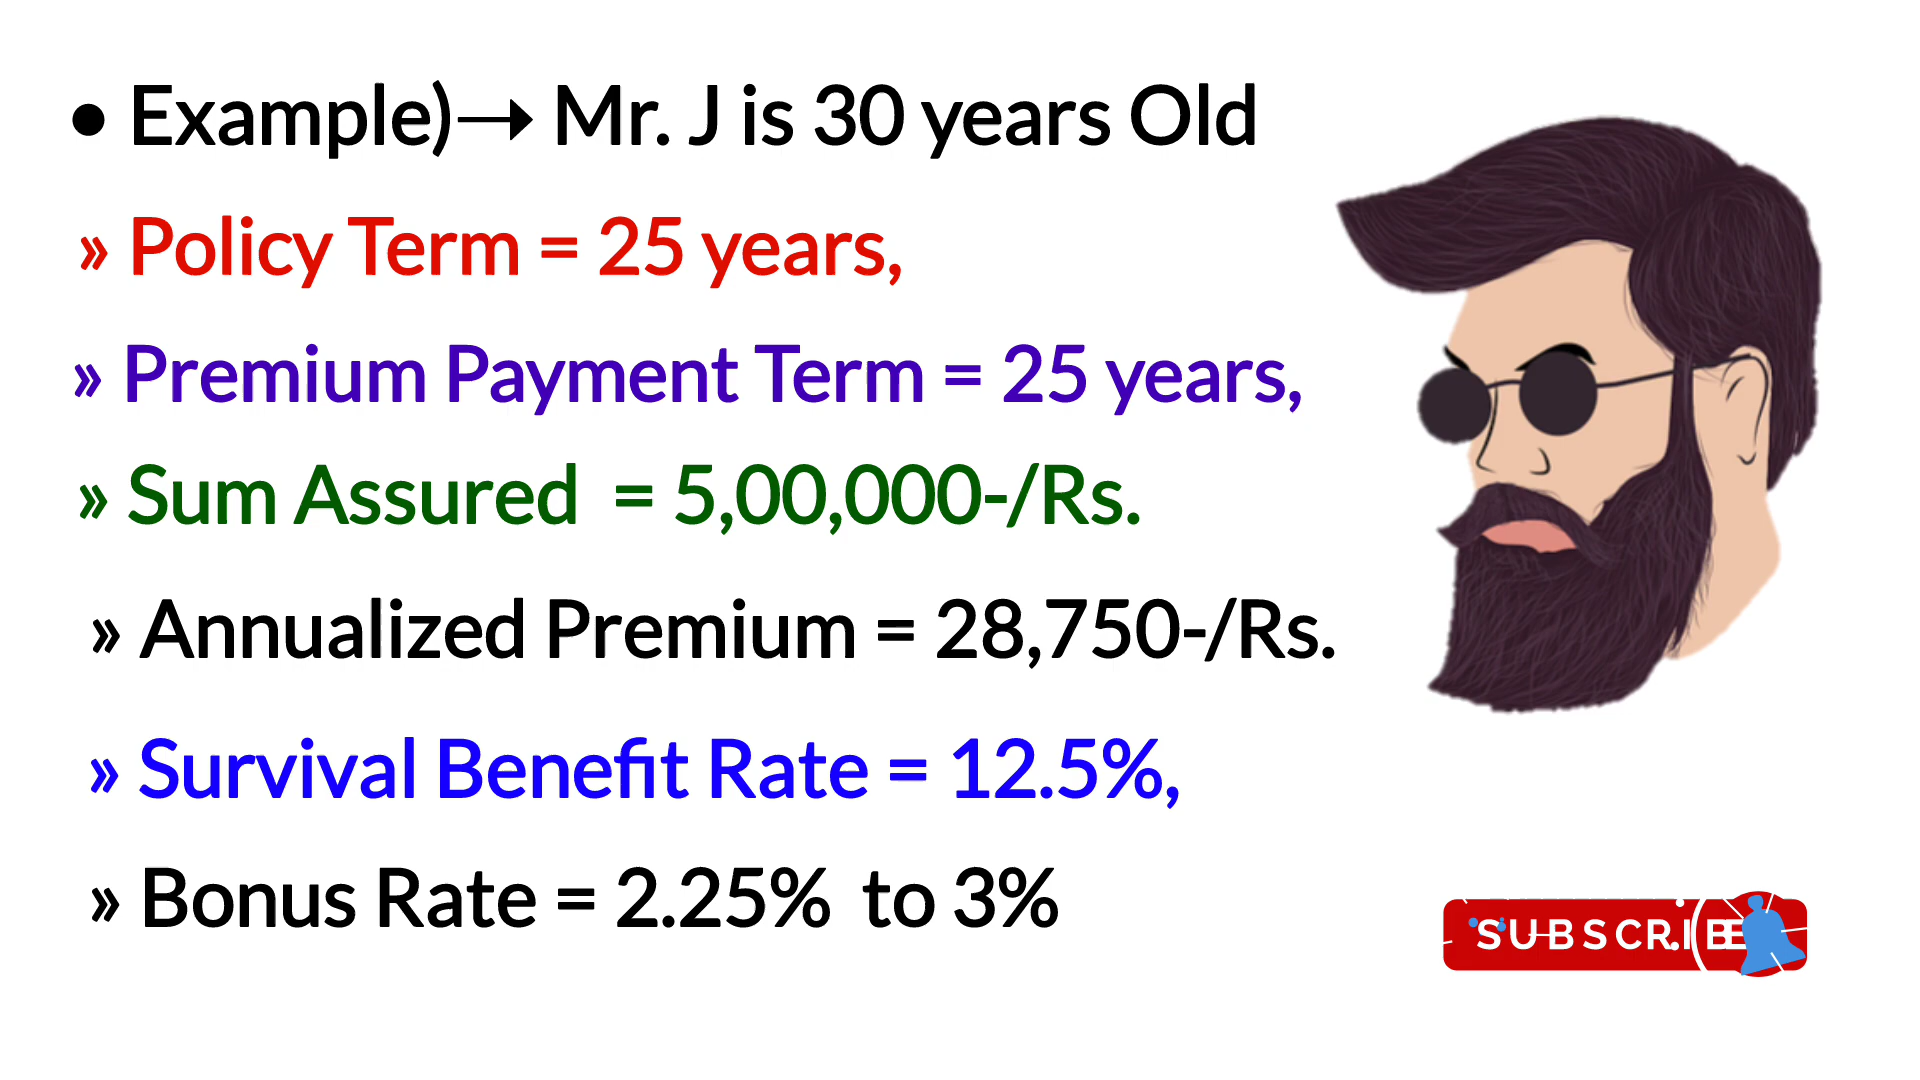 • Example)→ Mr. J is 30 years Old
» Policy Term = 25 years,
» Premium Payment Term = 25 years,
» Sum Assured = 5,00,000-/Rs.
» Annualized Premium = 28,750-/Rs.
» Survival Benefit Rate = 12.5%,
» Bonus Rate = 2.25% to 3%
SUBSCRIBE